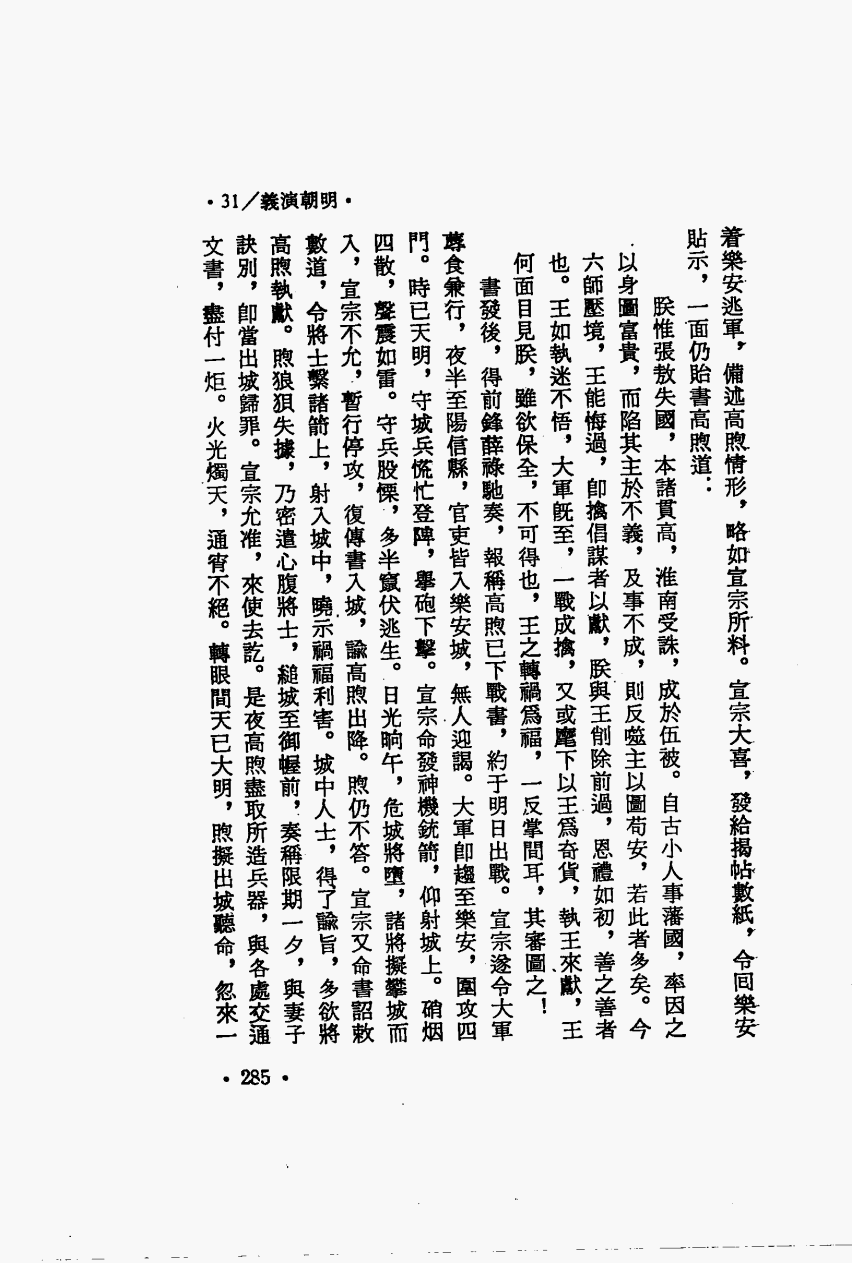 ·31/義演朝明·
着樂安逃軍，備述高煦情形，略如宣宗所料。宣宗大喜，發給揭帖數紙，令回樂安
貼示，一面仍貽書高煦道：
朕惟張敖失國，本諸貫高，淮南受誅，成於伍被。自古小人事藩國，率因之
以身圖富貴，而陷其主於不義，及事不成，則反噬主以圖苟安，若此者多矣。今
六師壓境，王能悔過，卽擒倡謀者以獻，朕與王削除前過，恩禮如初，善之善者
也。王如執迷不悟，大軍旣至，一戰成擒，又或麾下以王爲奇貨，執王來獻，王
何面目見朕，雖欲保全，不可得也，王之轉禍爲福，一反掌間耳，其審圖之！
書發後，得前鋒薛祿馳奏，報稱高煦已下戰書，約于明日出戰。宣宗遂令大軍
蓐食兼行，夜半至陽信縣，官吏皆入樂安城，無人迎謁。大軍卽趨至樂安，圍攻四
門。時已天明，守城兵慌忙登陴，舉砲下擊。宣宗命發神機銃箭，仰射城上。硝烟
四散，聲震如雷。守兵股慄，多半竄伏逃生。日光晌午，危城將墮，諸將擬攀城而
入，宣宗不允，暫行停攻，復傳書入城，諭高煦出降。煦仍不答。宣宗又命書詔敕
數道，令將士繫諸箭上，射入城中，曉示禍福利害。城中人士，得了諭旨，多欲將
高煦執獻。煦狼狽失據，乃密遣心腹將士，縋城至御幄前，奏稱限期一夕，與妻子
訣別，卽當出城歸罪。宣宗允准，來使去訖。是夜高煦盡取所造兵器，與各處交通
文書，盡付一炬。火光燭天，通宵不絕。轉眼間天已大明，煦擬出城聽命，忽來一
·285·